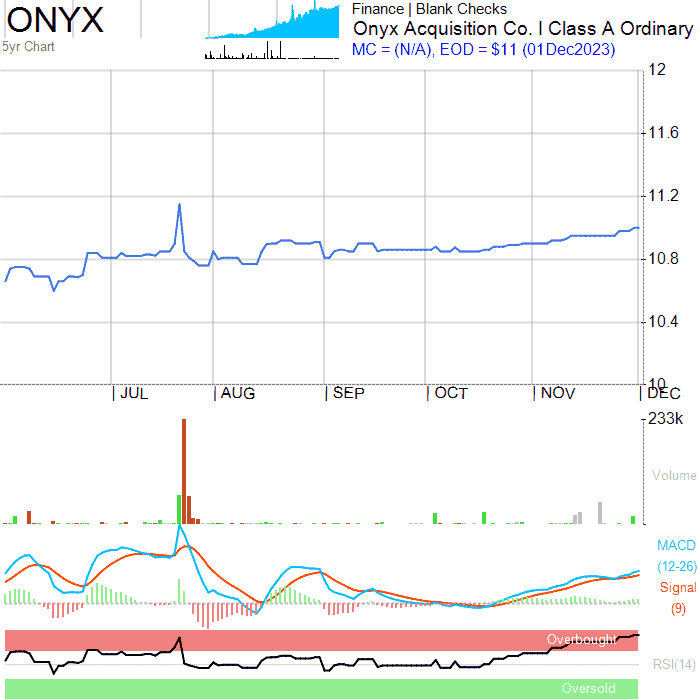 ONYX
5yr Chart
Finance | Blank Checks
Onyx Acquisition Co. I Class A Ordinary
MC = (N/A), EOD = $11 (01Dec2023)
12
11.6
11.2
10.8
10.4
10
JUL AUG SEP OCT NOV DEC
233k
Volume
MACD
(12-26)
Signal
(9)
Overbought
RSI(14)
Oversold